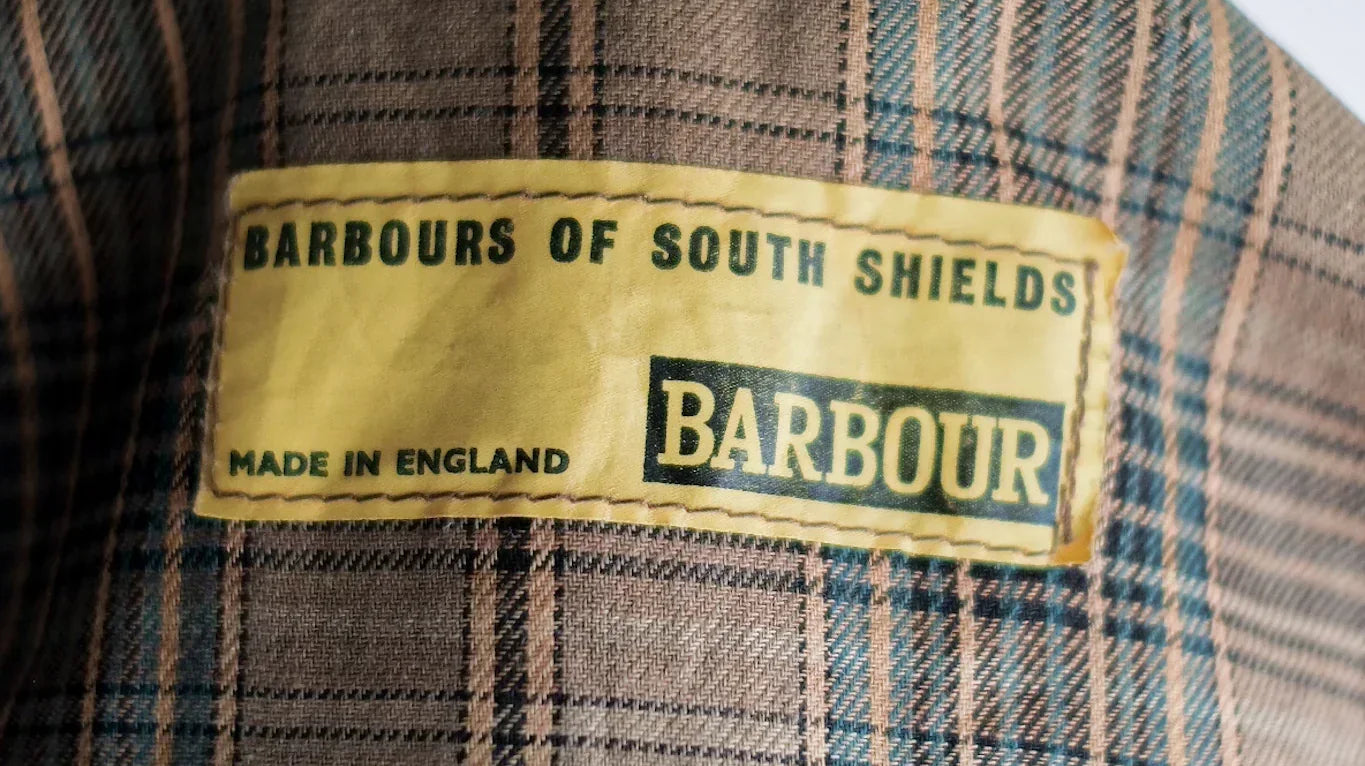 BARBOURS OF SOUTH SHIELDS
MADE IN ENGLAND
BARBOUR